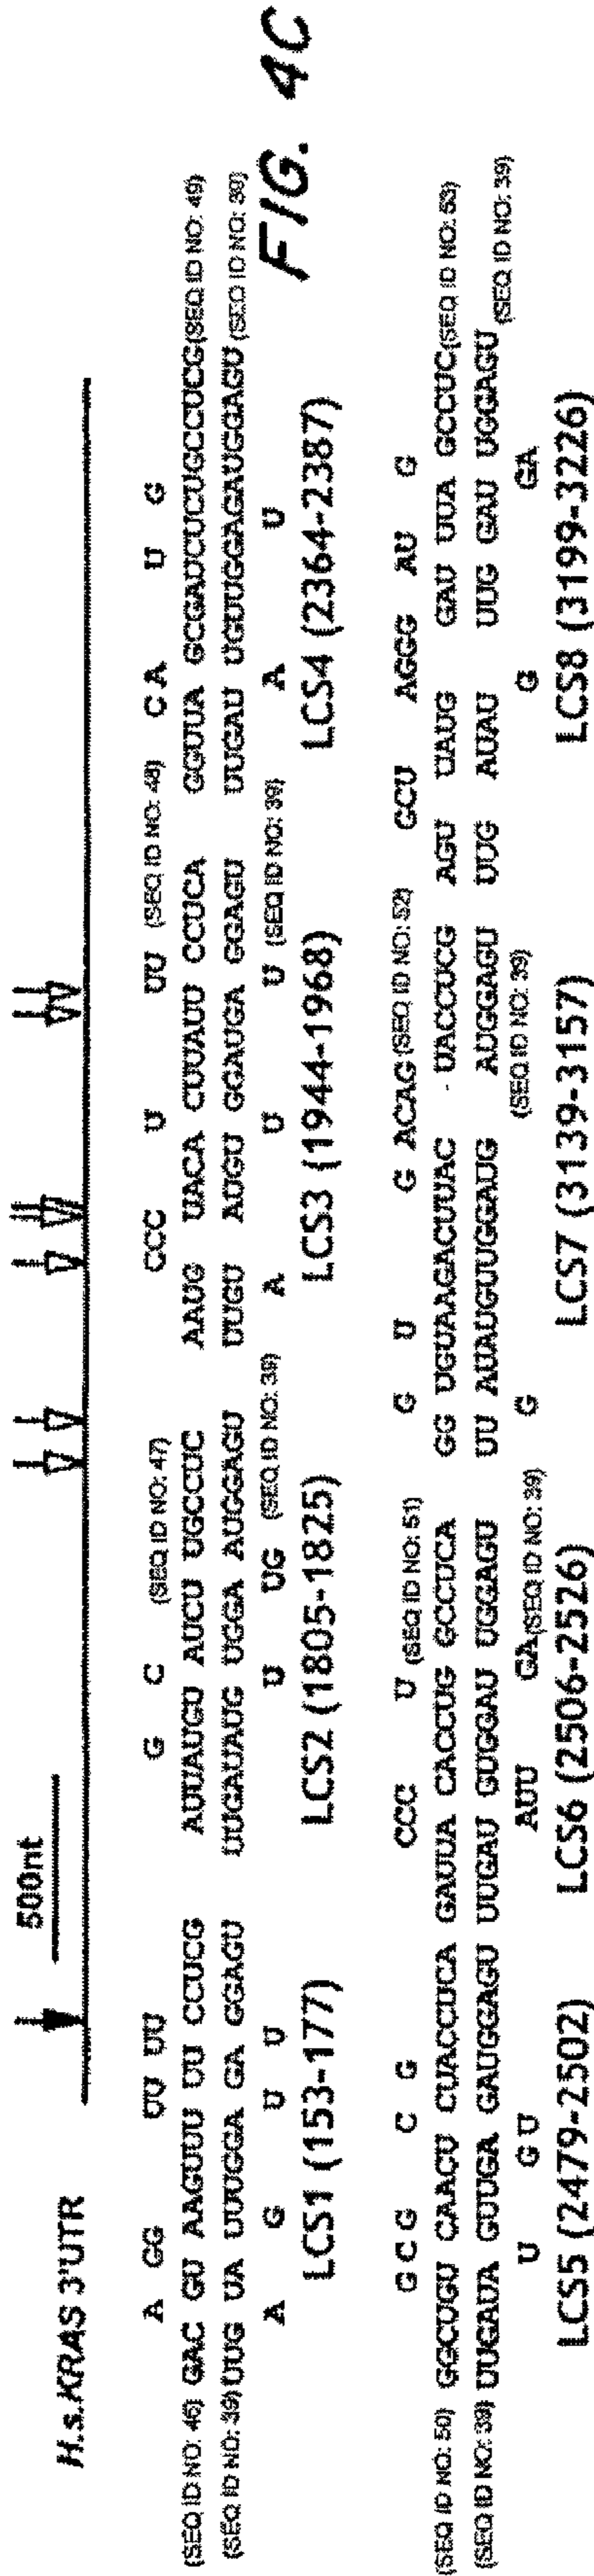 H.s.KRAS 3'UTR
500nt
A GG UU UU
(SEQ ID NO: 46) GAC GU AAGUUU UU CCUCG
(SEQ ID NO: 39) UUG UA UUUGGA GA GGAGU
A G U U
LCS1 (153-177)
G C (SEQ ID NO: 47)
AUUAUGU AUCU UGCCUC
UUGAUAUG UGGA AUGGAGU
U UG (SEQ ID NO: 39)
LCS2 (1805-1825)
CCC U UU (SEQ ID NO: 48)
AAUG UACA CUUAUU CCUCA
UUGU AUGU GGAUGA GGAGU
A U U (SEQ ID NO: 39)
LCS3 (1944-1968)
C A U G
GGUUA GCGAUCUCUGCCUCG(SEQ ID NO: 49)
UUGAU UGUUGGAGAUGGAGU (SEQ ID NO: 39)
A U
LCS4 (2364-2387)
FIG. 4C
G C G C G
(SEQ ID NO: 50) GGCUGU CAACU CUACCUCA
(SEQ ID NO: 39) UUGAUA GUUGA GAUGGAGU
U G U
LCS5 (2479-2502)
CCC U (SEQ ID NO: 51)
GAUUA CACCUG GCCUCA
UUGAU GUGGAU UGGAGU
AUU GA(SEQ ID NO: 39)
LCS6 (2506-2526)
G U G ACAG (SEQ ID NO: 52)
GG UGUAAGACUUAC - UACCUCG
UU AUAUGUUGGAUG AUGGAGU
G (SEQ ID NO: 39)
LCS7 (3139-3157)
GCU AGGG AU G
AGU UAUG GAU UUA GCCUC(SEQ ID NO: 53)
UUG AUAU UUG GAU UGGAGU
G GA (SEQ ID NO: 39)
LCS8 (3199-3226)